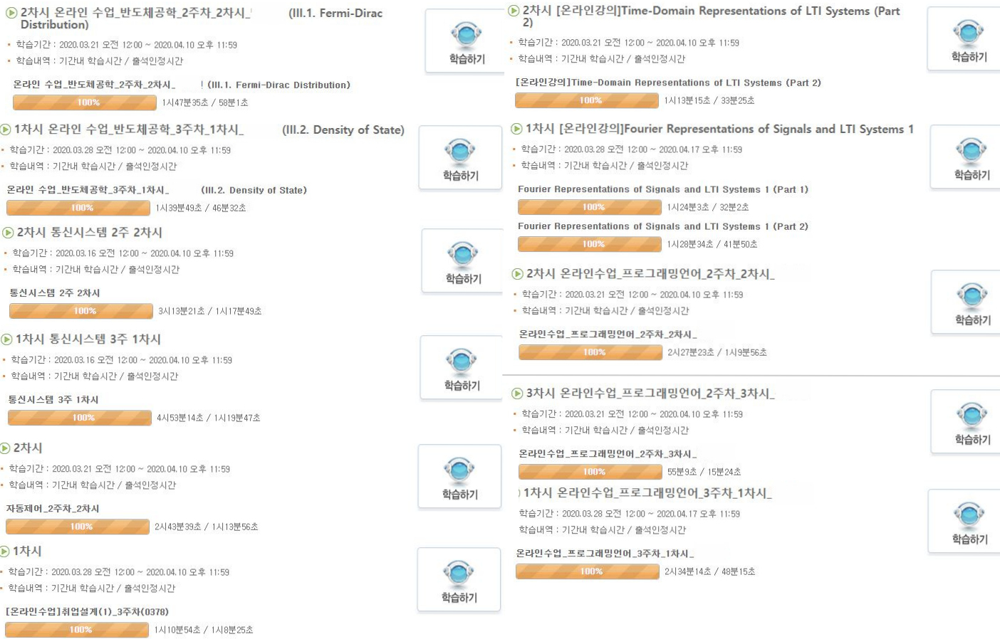 2차시 온라인 수업_반도체공학_2주차_2차시_ (III.1. Fermi-Dirac
Distribution)
학습기간 : 2020.03.21 오전 12:00 ~ 2020.04.10 오후 11:59
학습내역 : 기간내 학습시간 / 출석인정시간
학습하기
온라인 수업_반도체공학_2주차_2차시_ ! (III.1. Fermi-Dirac Distribution)
100% 1시47분35초 / 58분1초
1차시 온라인 수업_반도체공학_3주차_1차시_ (III.2. Density of State)
학습기간 : 2020.03.28 오전 12:00 ~ 2020.04.10 오후 11:59
학습내역 : 기간내 학습시간 / 출석인정시간
학습하기
온라인 수업_반도체공학_3주차_1차시_ (III.2. Density of State)
100% 1시39분49초 / 46분32초
2차시 통신시스템 2주 2차시
학습기간 : 2020.03.16 오전 12:00 ~ 2020.04.10 오후 11:59
학습내역 : 기간내 학습시간 / 출석인정시간
학습하기
통신시스템 2주 2차시
100% 3시13분21초 / 1시17분49초
1차시 통신시스템 3주 1차시
학습기간 : 2020.03.16 오전 12:00 ~ 2020.04.10 오후 11:59
학습내역 : 기간내 학습시간 / 출석인정시간
학습하기
통신시스템 3주 1차시
100% 4시53분14초 / 1시19분47초
2차시
학습기간 : 2020.03.21 오전 12:00 ~ 2020.04.10 오후 11:59
학습내역 : 기간내 학습시간 / 출석인정시간
학습하기
자동제어_2주차_2차시
100% 2시43분39초 / 1시13분56초
1차시
학습기간 : 2020.03.28 오전 12:00 ~ 2020.04.10 오후 11:59
학습내역 : 기간내 학습시간 / 출석인정시간
학습하기
[온라인수업]취업설계(1)_3주차(0378)
100% 1시10분54초 / 1시8분25초
2차시 [온라인강의]Time-Domain Representations of LTI Systems (Part
2)
학습기간 : 2020.03.21 오전 12:00 ~ 2020.04.10 오후 11:59
학습내역 : 기간내 학습시간 / 출석인정시간
학습하기
[온라인강의]Time-Domain Representations of LTI Systems (Part 2)
100% 1시13분15초 / 33분25초
1차시 [온라인강의]Fourier Representations of Signals and LTI Systems 1
학습기간 : 2020.03.28 오전 12:00 ~ 2020.04.17 오후 11:59
학습내역 : 기간내 학습시간 / 출석인정시간
학습하기
Fourier Representations of Signals and LTI Systems 1 (Part 1)
100% 1시24분3초 / 32분2초
Fourier Representations of Signals and LTI Systems 1 (Part 2)
100% 1시28분34초 / 41분50초
2차시 온라인수업_프로그래밍언어_2주차_2차시_
학습기간 : 2020.03.21 오전 12:00 ~ 2020.04.10 오후 11:59
학습내역 : 기간내 학습시간 / 출석인정시간
학습하기
온라인수업_프로그래밍언어_2주차_2차시_
100% 2시27분23초 / 1시9분56초
3차시 온라인수업_프로그래밍언어_2주차_3차시_
학습기간 : 2020.03.21 오전 12:00 ~ 2020.04.10 오후 11:59
학습내역 : 기간내 학습시간 / 출석인정시간
학습하기
온라인수업_프로그래밍언어_2주차_3차시_
100% 55분9초 / 15분24초
1차시 온라인수업_프로그래밍언어_3주차_1차시_
학습기간 : 2020.03.28 오전 12:00 ~ 2020.04.17 오후 11:59
학습내역 : 기간내 학습시간 / 출석인정시간
학습하기
온라인수업_프로그래밍언어_3주차_1차시_
100% 2시34분14초 / 48분15초